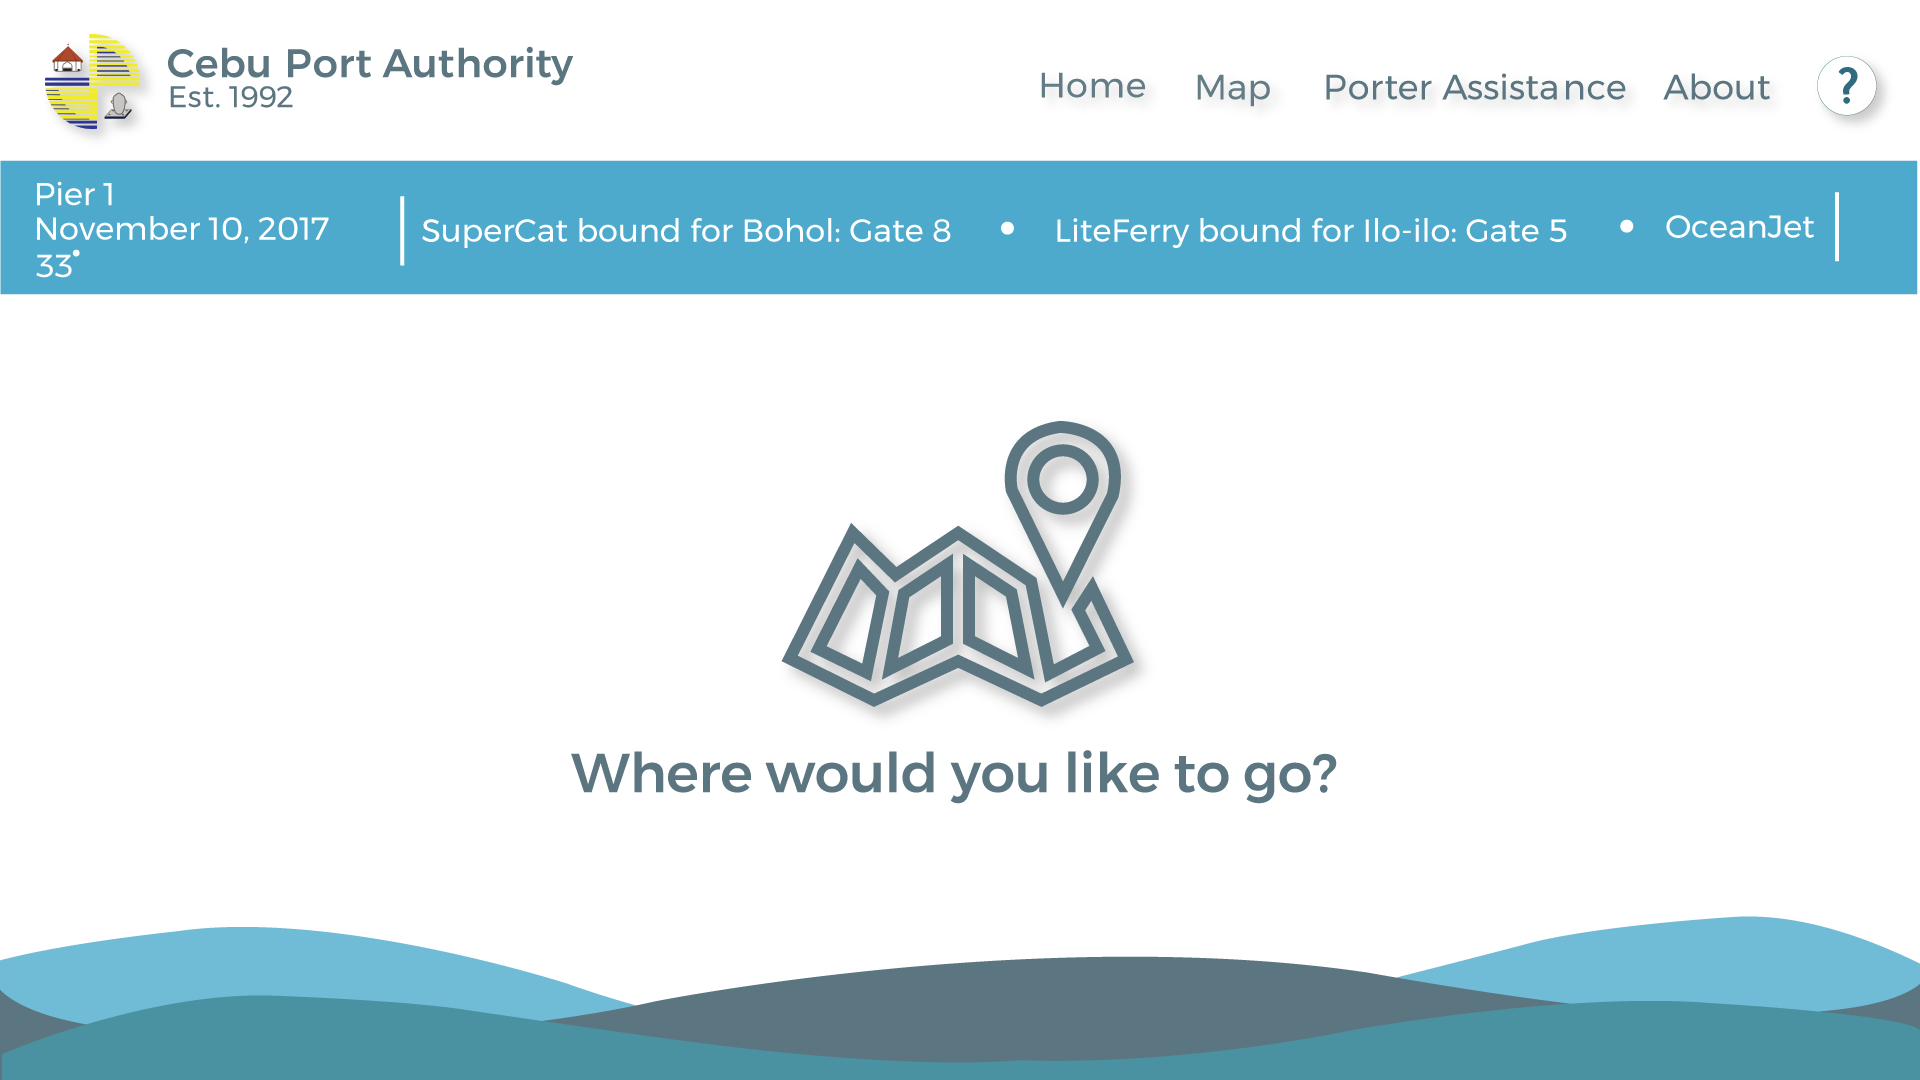 Cebu Port Authority
Est. 1992
Home Map Porter Assistance About ?
Pier 1
November 10, 2017
33°
SuperCat bound for Bohol: Gate 8 • LiteFerry bound for Ilo-ilo: Gate 5 • OceanJet
Where would you like to go?